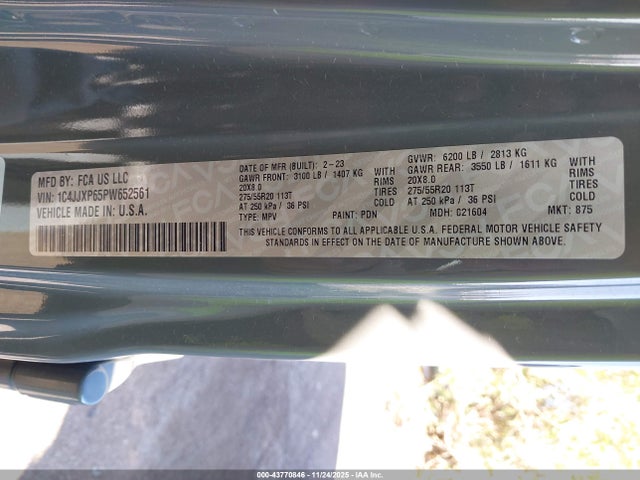 MFD BY: FCA US LLC
VIN: 1C4JJXP65PW652561
VEHICLE MADE IN U.S.A.
DATE OF MFR (BUILT): 2-23
GAWR FRONT: 3100 LB / 1407 KG WITH
20X8.0 RIMS
275/55R20 113T TIRES
AT 250 kPa / 36 PSI COLD
TYPE: MPV PAINT: PDN
GVWR: 6200 LB / 2813 KG
GAWR REAR: 3550 LB / 1611 KG WITH
20X8.0 RIMS
275/55R20 113T TIRES
AT 250 kPa / 36 PSI COLD
MDH: 021604 MKT: 875
THIS VEHICLE CONFORMS TO ALL APPLICABLE U.S.A. FEDERAL MOTOR VEHICLE SAFETY
STANDARDS IN EFFECT ON THE DATE OF MANUFACTURE SHOWN ABOVE.
000-43770846 - 11/24/2025 - IAAI.COM